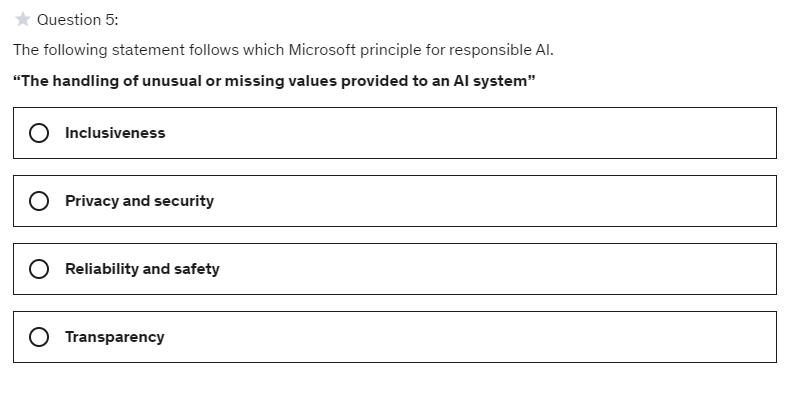 Question 5:
The following statement follows which Microsoft principle for responsible AI.
“The handling of unusual or missing values provided to an AI system”
Inclusiveness
Privacy and security
Reliability and safety
Transparency